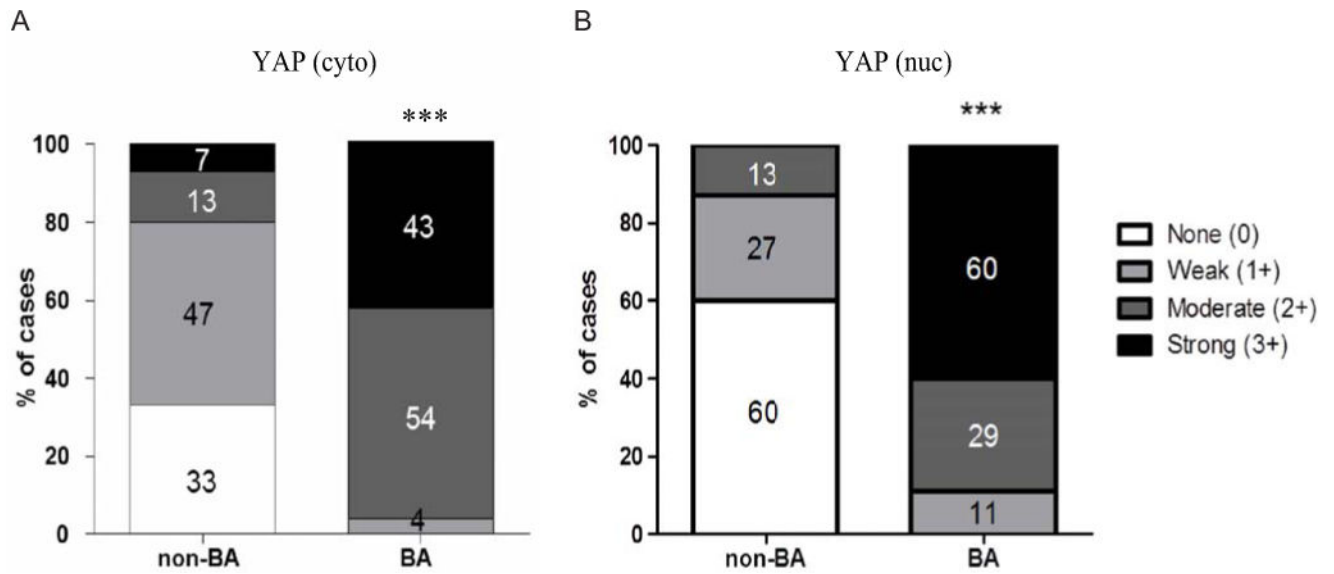 A
YAP (cyto)
***
100
80
60
40
20
0
% of cases
7
13
47
33
43
54
4
non-BA
BA
B
YAP (nuc)
***
100
80
60
40
20
0
% of cases
13
27
60
60
29
11
non-BA
BA
None (0)
Weak (1+)
Moderate (2+)
Strong (3+)